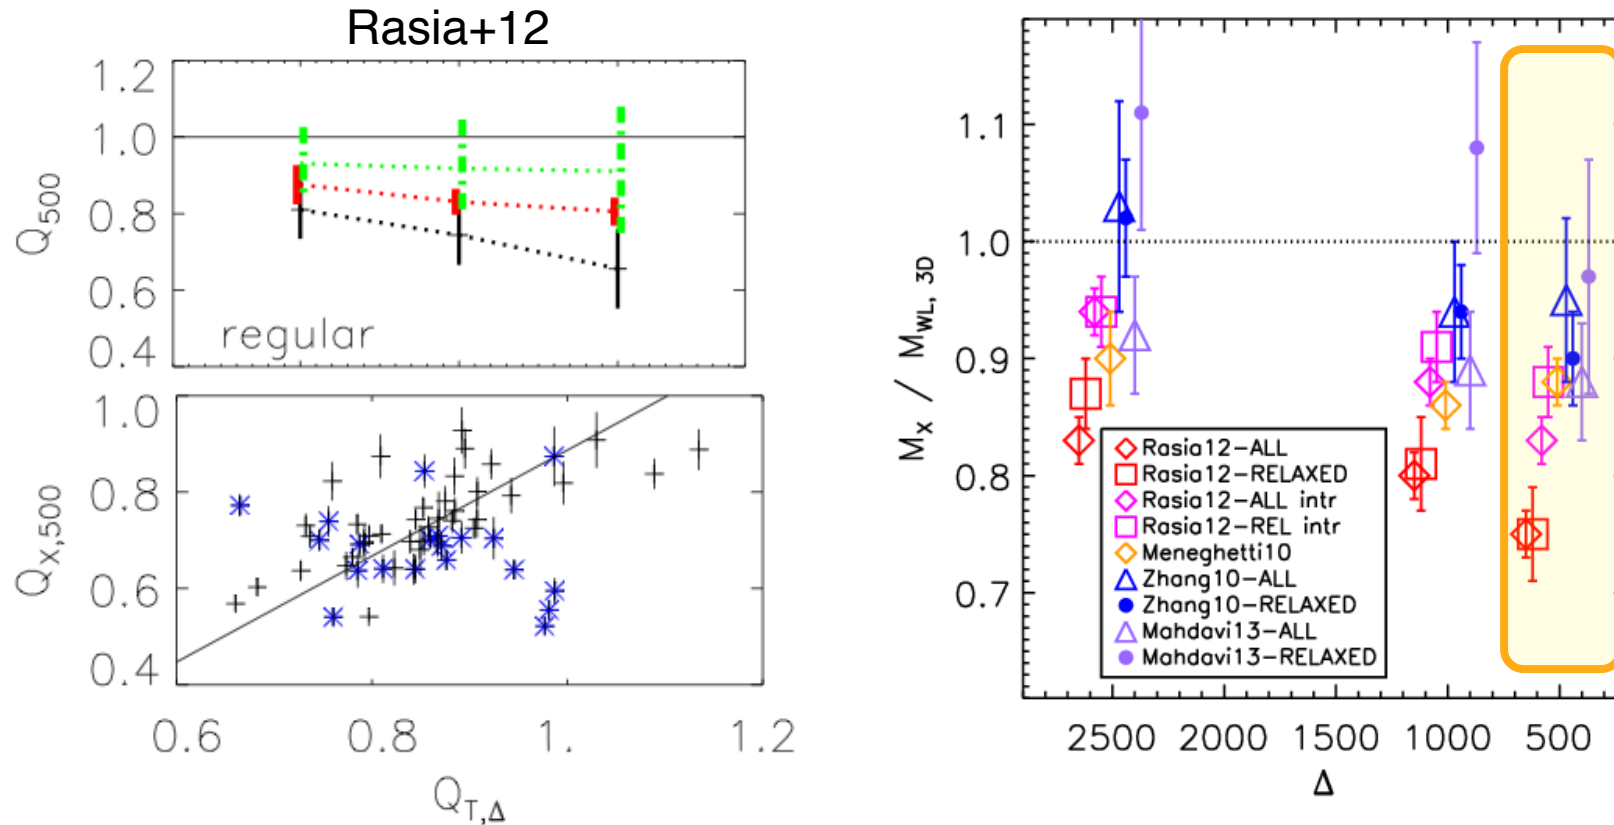 Rasia+12
1.2
1.0
0.8
0.6
0.4
Q500
regular
1.0
0.8
0.6
0.4
QX,500
0.6 0.8 1. 1.2
QT,Δ
1.1
1.0
0.9
0.8
0.7
MX / MWL, 3D
Rasia12-ALL
Rasia12-RELAXED
Rasia12-ALL intr
Rasia12-REL intr
Meneghetti10
Zhang10-ALL
Zhang10-RELAXED
Mahdavi13-ALL
Mahdavi13-RELAXED
2500 2000 1500 1000 500
Δ